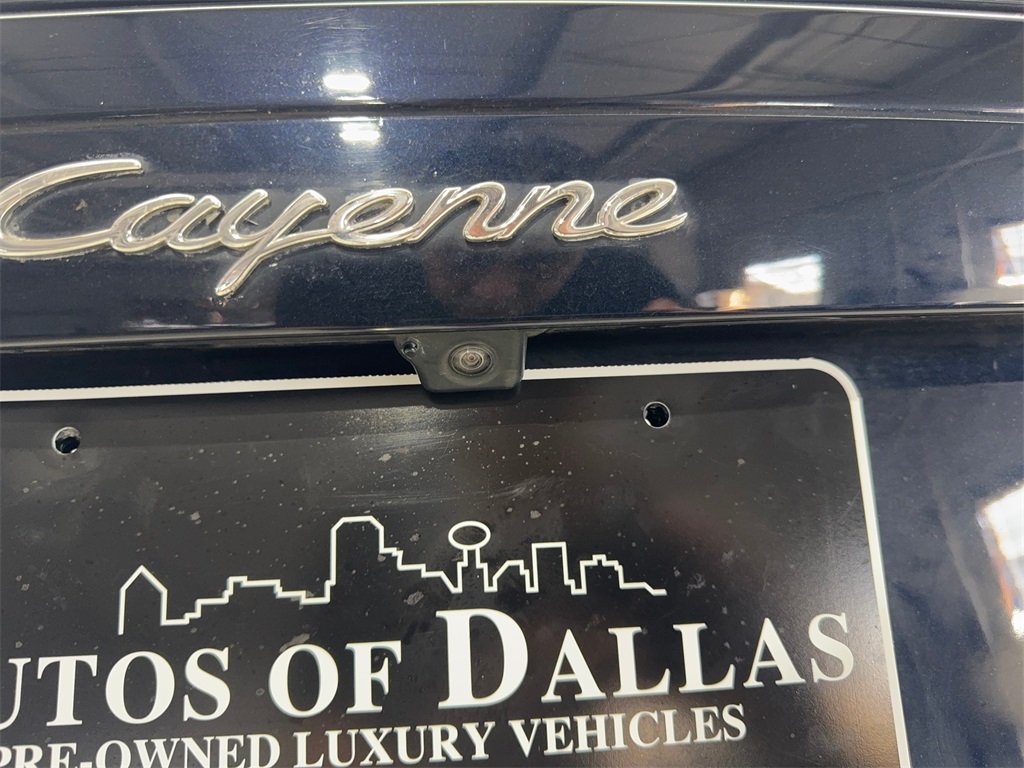 Cayenne
UTOS OF DALLAS
PRE-OWNED LUXURY VEHICLES